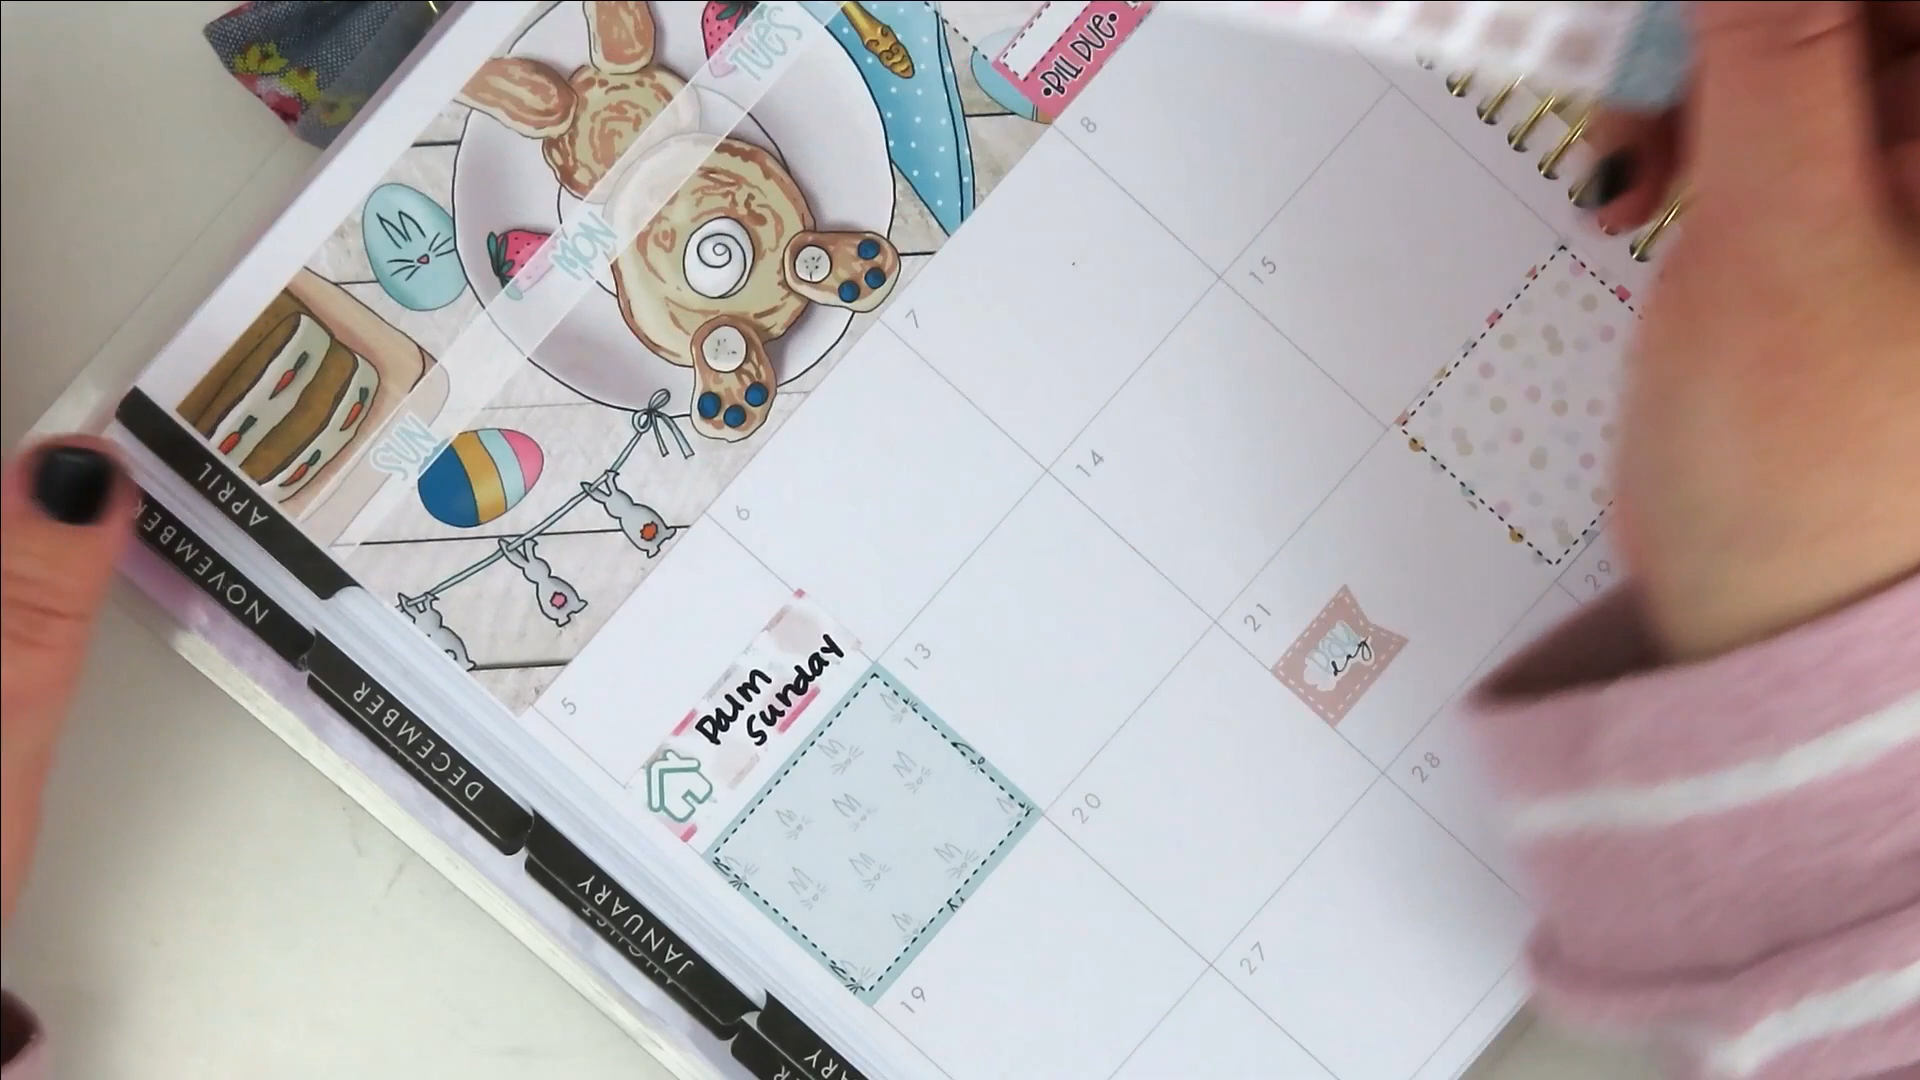 TUES
MON
SUN
BILL DUE
8
15
7
14
6
21
29
5
Palm
Sunday
13
day
28
20
27
19
APRIL
NOVEMBER
DECEMBER
JANUARY